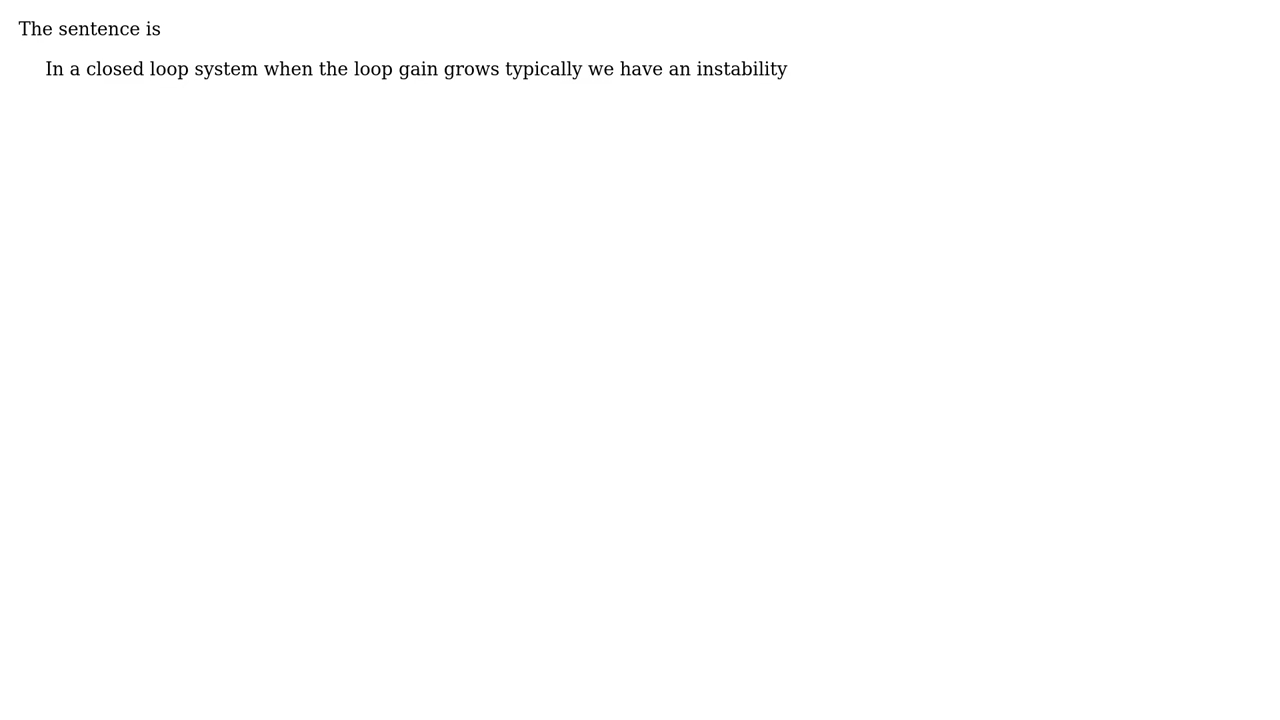 The sentence is
In a closed loop system when the loop gain grows typically we have an instability